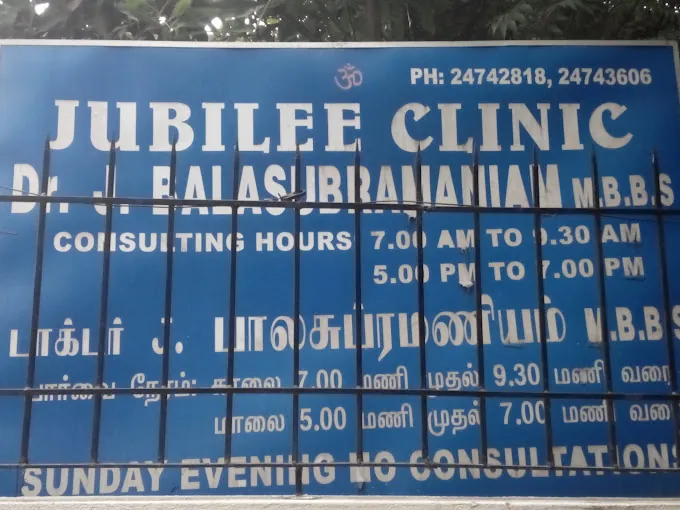 ॐ
PH: 24742818, 24743606
JUBILEE CLINIC
Dr. J. BALASUBRAMANIAM M.B.B.S
CONSULTING HOURS 7.00 AM TO 9.30 AM
5.00 PM TO 7.00 PM
டாக்டர் J. பாலசுப்ரமணியம் M.B.B.S
பார்வை நேரம்: காலை 7.00 மணி முதல் 9.30 மணி வரை
மாலை 5.00 மணி முதல் 7.00 மணி வரை
SUNDAY EVENING NO CONSULTATIONS